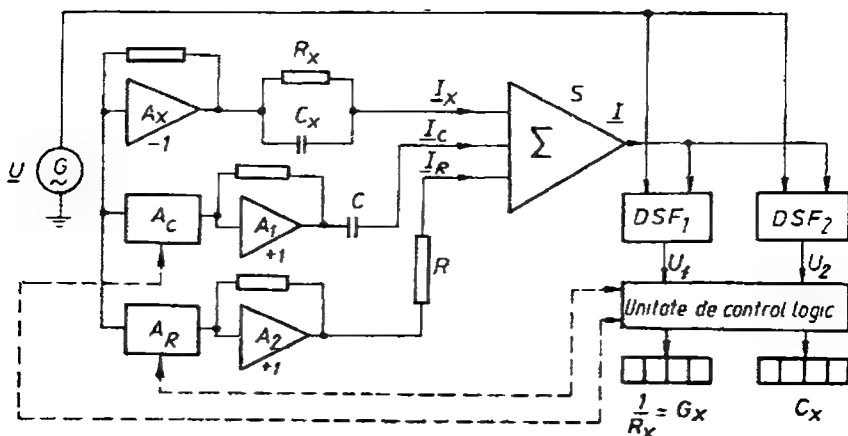 R_X
A_X
-1
C_X
I_X
I_C
I_R
S
Σ
I
U
G
~
A_C
A_1
+1
C
DSF_1
DSF_2
R
U_1
U_2
A_R
A_2
+1
Unitate de control logic
1/R_X = G_X
C_X